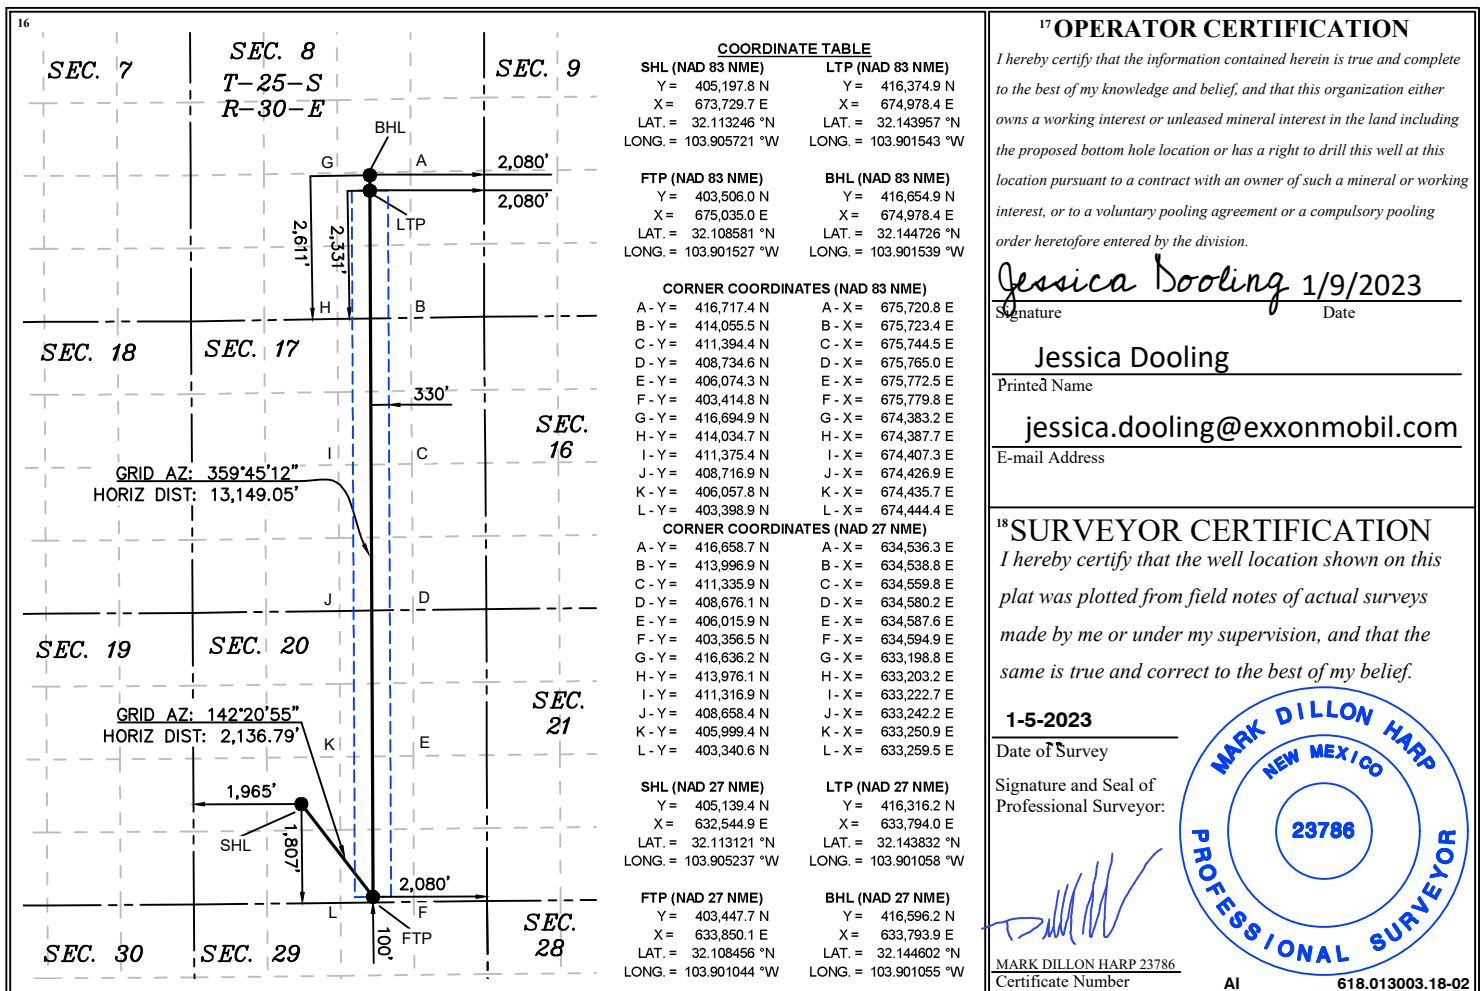 16
SEC. 7
SEC. 8
T-25-S
R-30-E
SEC. 9
BHL
G
A
2,080'
2,080'
LTP
2,611'
2,331'
H
B
SEC. 18
SEC. 17
330'
SEC.
16
I
C
GRID AZ: 359°45'12"
HORIZ DIST: 13,149.05'
J
D
SEC. 19
SEC. 20
SEC.
21
GRID AZ: 142°20'55"
HORIZ DIST: 2,136.79'
K
E
1,965'
SHL
1,807'
2,080'
L
F
FTP
100'
SEC. 30
SEC. 29
SEC.
28
COORDINATE TABLE
SHL (NAD 83 NME)
Y = 405,197.8 N
X = 673,729.7 E
LAT. = 32.113246 °N
LONG. = 103.905721 °W
LTP (NAD 83 NME)
Y = 416,374.9 N
X = 674,978.4 E
LAT. = 32.143957 °N
LONG. = 103.901543 °W
FTP (NAD 83 NME)
Y = 403,506.0 N
X = 675,035.0 E
LAT. = 32.108581 °N
LONG. = 103.901527 °W
BHL (NAD 83 NME)
Y = 416,654.9 N
X = 674,978.4 E
LAT. = 32.144726 °N
LONG. = 103.901539 °W
CORNER COORDINATES (NAD 83 NME)
A - Y = 416,717.4 N A - X = 675,720.8 E
B - Y = 414,055.5 N B - X = 675,723.4 E
C - Y = 411,394.4 N C - X = 675,744.5 E
D - Y = 408,734.6 N D - X = 675,765.0 E
E - Y = 406,074.3 N E - X = 675,772.5 E
F - Y = 403,414.8 N F - X = 675,779.8 E
G - Y = 416,694.9 N G - X = 674,383.2 E
H - Y = 414,034.7 N H - X = 674,387.7 E
I - Y = 411,375.4 N I - X = 674,407.3 E
J - Y = 408,716.9 N J - X = 674,426.9 E
K - Y = 406,057.8 N K - X = 674,435.7 E
L - Y = 403,398.9 N L - X = 674,444.4 E
CORNER COORDINATES (NAD 27 NME)
A - Y = 416,658.7 N A - X = 634,536.3 E
B - Y = 413,996.9 N B - X = 634,538.8 E
C - Y = 411,335.9 N C - X = 634,559.8 E
D - Y = 408,676.1 N D - X = 634,580.2 E
E - Y = 406,015.9 N E - X = 634,587.6 E
F - Y = 403,356.5 N F - X = 634,594.9 E
G - Y = 416,636.2 N G - X = 633,198.8 E
H - Y = 413,976.1 N H - X = 633,203.2 E
I - Y = 411,316.9 N I - X = 633,222.7 E
J - Y = 408,658.4 N J - X = 633,242.2 E
K - Y = 405,999.4 N K - X = 633,250.9 E
L - Y = 403,340.6 N L - X = 633,259.5 E
SHL (NAD 27 NME)
Y = 405,139.4 N
X = 632,544.9 E
LAT. = 32.113121 °N
LONG. = 103.905237 °W
LTP (NAD 27 NME)
Y = 416,316.2 N
X = 633,794.0 E
LAT. = 32.143832 °N
LONG. = 103.901058 °W
FTP (NAD 27 NME)
Y = 403,447.7 N
X = 633,850.1 E
LAT. = 32.108456 °N
LONG. = 103.901044 °W
BHL (NAD 27 NME)
Y = 416,596.2 N
X = 633,793.9 E
LAT. = 32.144602 °N
LONG. = 103.901055 °W
17 OPERATOR CERTIFICATION
I hereby certify that the information contained herein is true and complete
to the best of my knowledge and belief, and that this organization either
owns a working interest or unleased mineral interest in the land including
the proposed bottom hole location or has a right to drill this well at this
location pursuant to a contract with an owner of such a mineral or working
interest, or to a voluntary pooling agreement or a compulsory pooling
order heretofore entered by the division.
Jessica Dooling 1/9/2023
Signature Date
Jessica Dooling
Printed Name
jessica.dooling@exxonmobil.com
E-mail Address
18 SURVEYOR CERTIFICATION
I hereby certify that the well location shown on this
plat was plotted from field notes of actual surveys
made by me or under my supervision, and that the
same is true and correct to the best of my belief.
1-5-2023
Date of Survey
Signature and Seal of
Professional Surveyor:
MARK DILLON HARP
NEW MEXICO
23786
PROFESSIONAL SURVEYOR
MARK DILLON HARP 23786
Certificate Number
AI
618.013003.18-02